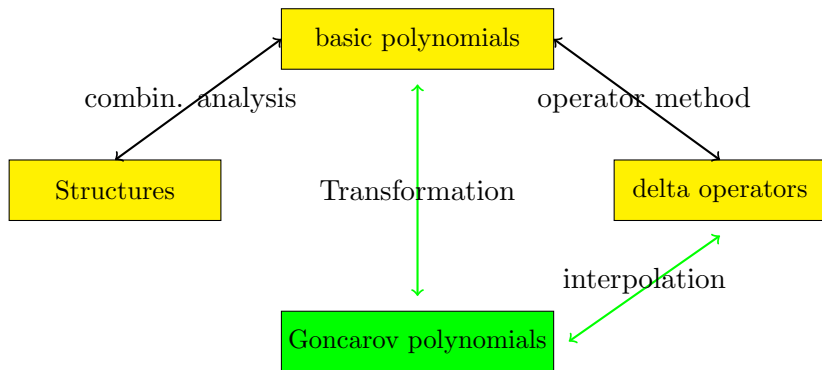 basic polynomials
combin. analysis
operator method
Structures
Transformation
delta operators
interpolation
Goncarov polynomials